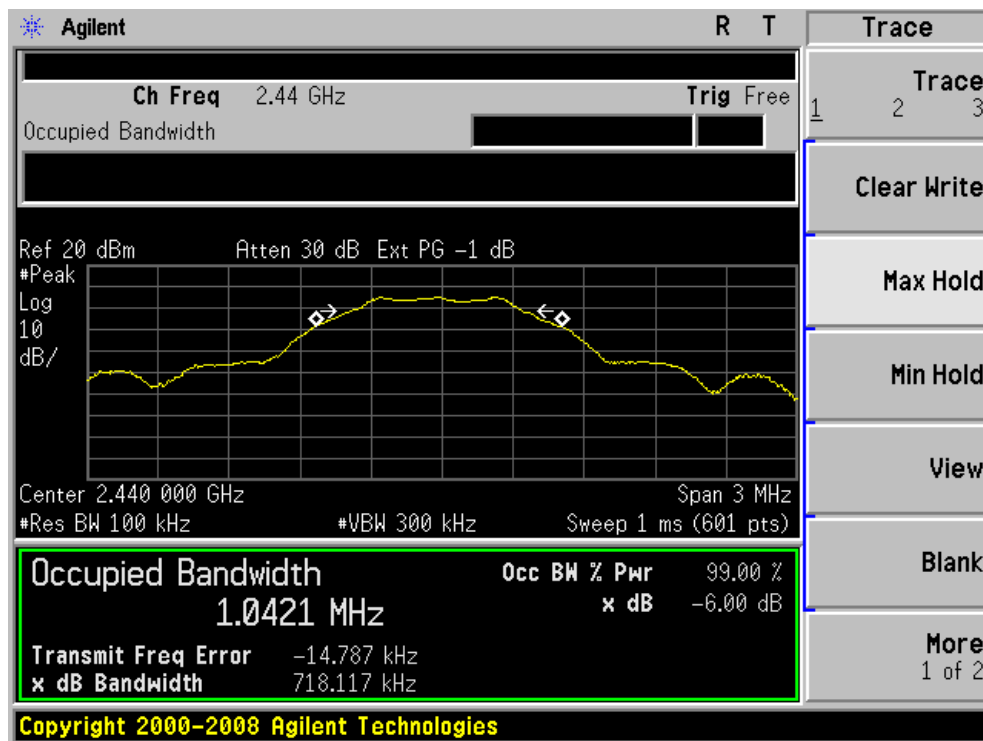 Agilent R T Trace
Ch Freq 2.44 GHz Trig Free
Occupied Bandwidth
Trace
1 2 3
Clear Write
Ref 20 dBm Atten 30 dB Ext PG -1 dB
#Peak
Log
10
dB/
Max Hold
Min Hold
View
Center 2.440 000 GHz Span 3 MHz
#Res BW 100 kHz #VBW 300 kHz Sweep 1 ms (601 pts)
Occupied Bandwidth Occ BW % Pwr 99.00 %
1.0421 MHz x dB -6.00 dB
Transmit Freq Error -14.787 kHz
x dB Bandwidth 718.117 kHz
Blank
More
1 of 2
Copyright 2000-2008 Agilent Technologies